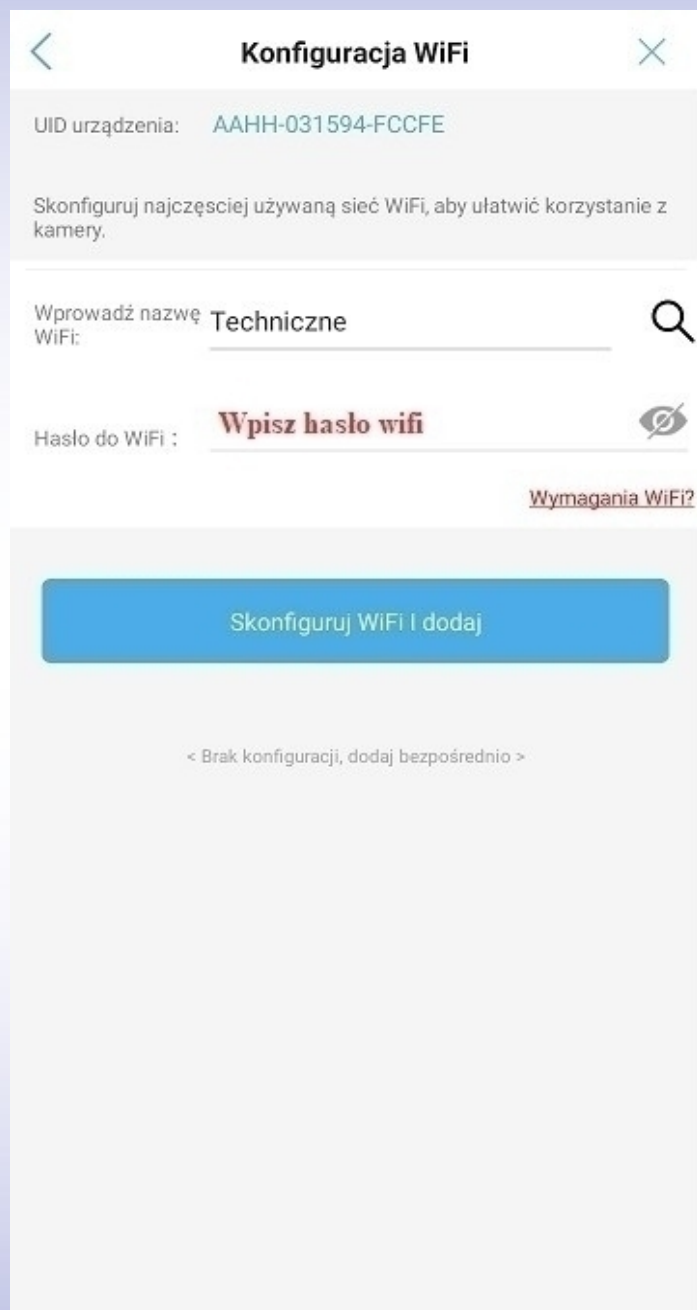 Konfiguracja WiFi
UID urządzenia: AAHH-031594-FCCFE
Skonfiguruj najczęsciej używaną sieć WiFi, aby ułatwić korzystanie z
kamery.
Wprowadź nazwę
WiFi:
Techniczne
Hasło do WiFi :
Wpisz hasło wifi
Wymagania WiFi?
Skonfiguruj WiFi I dodaj
< Brak konfiguracji, dodaj bezpośrednio >